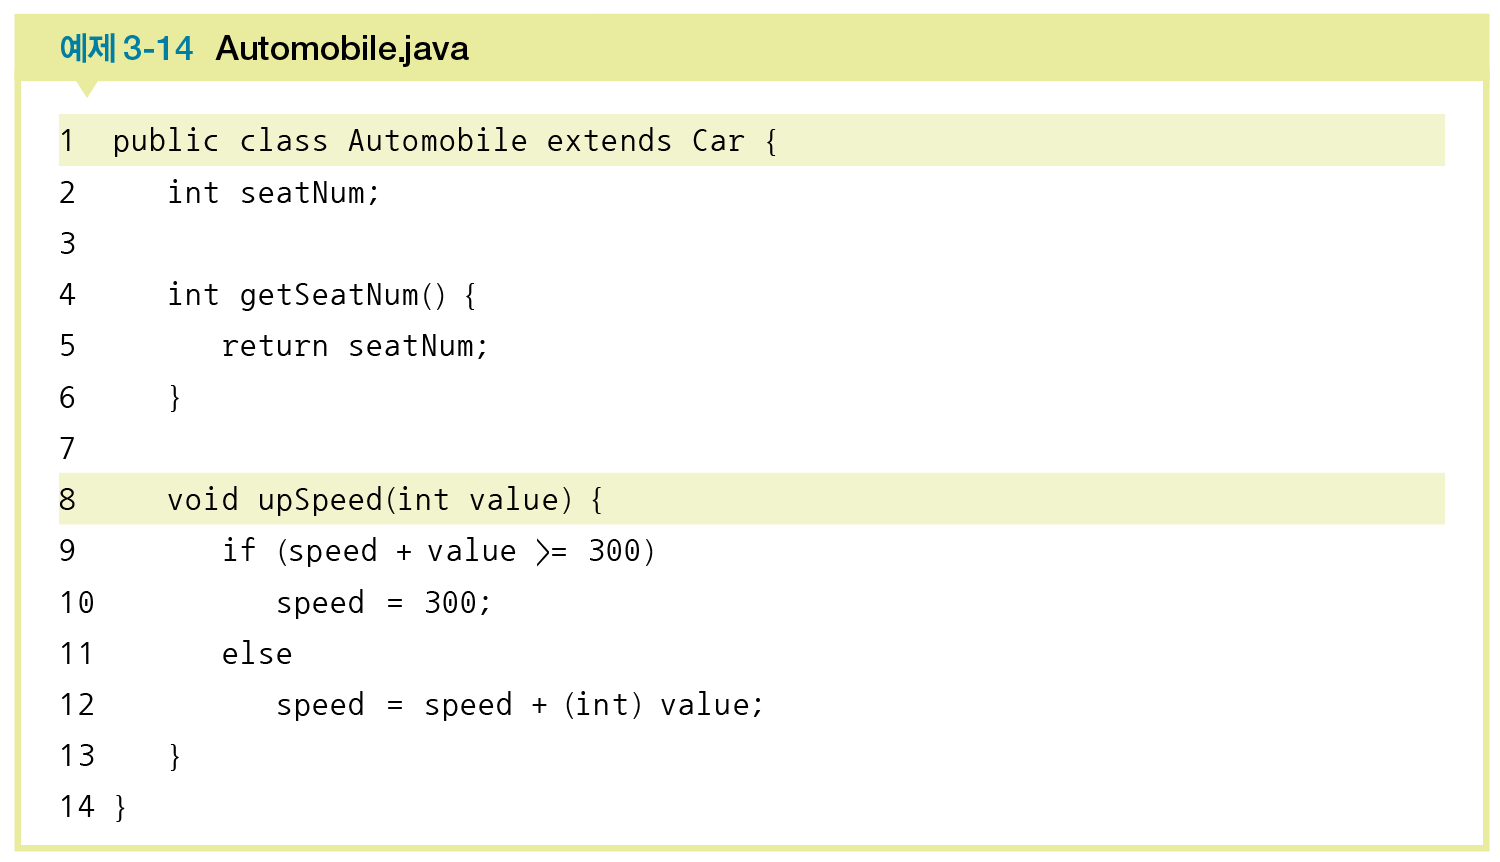 예제 3-14 Automobile.java
1 public class Automobile extends Car {
2 int seatNum;
3
4 int getSeatNum() {
5 return seatNum;
6 }
7
8 void upSpeed(int value) {
9 if (speed + value >= 300)
10 speed = 300;
11 else
12 speed = speed + (int) value;
13 }
14 }